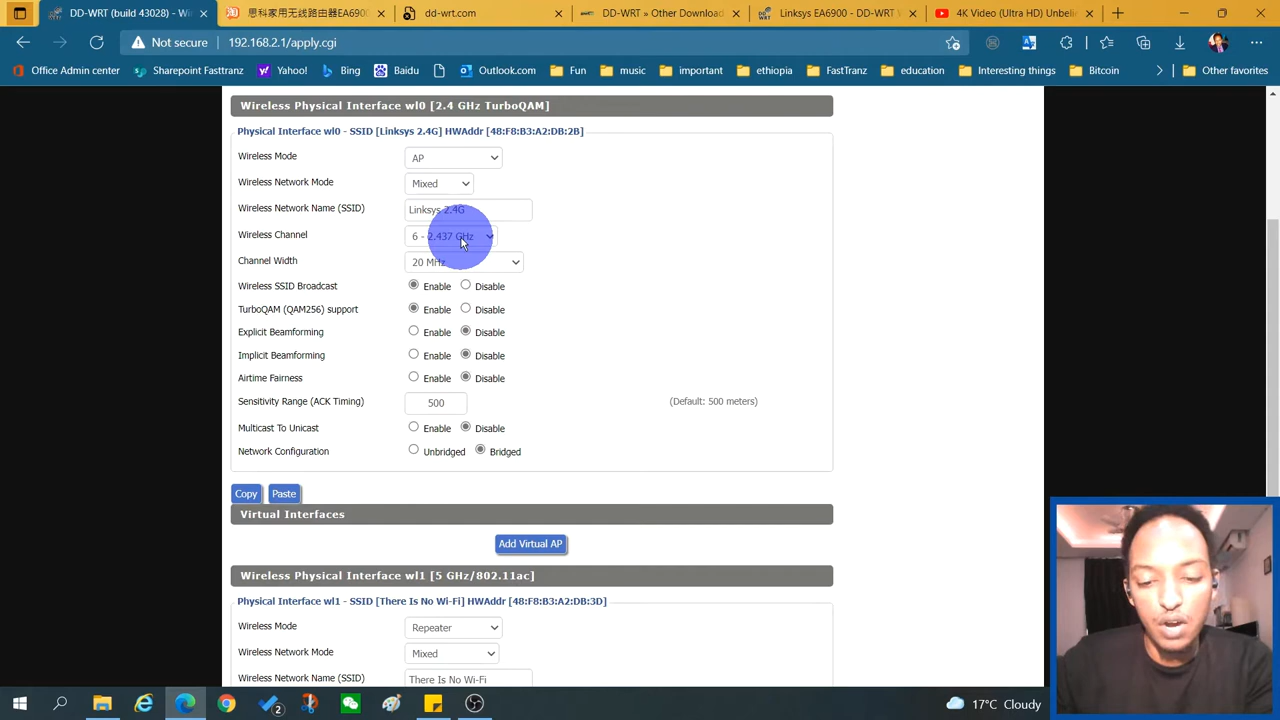 DD-WRT (build 43028) - Wi
思科家用无线路由器EA6900
dd-wrt.com
DD-WRT » Other Download
Linksys EA6900 - DD-WRT W
4K Video (Ultra HD) Unbelie
Not secure
192.168.2.1/apply.cgi
Office Admin center
Sharepoint Fasttranz
Yahoo!
Bing
Baidu
Outlook.com
Fun
music
important
ethiopia
FastTranz
education
Interesting things
Bitcoin
Other favorites
Wireless Physical Interface wl0 [2.4 GHz TurboQAM]
Physical Interface wl0 - SSID [Linksys 2.4G] HWAddr [48:F8:B3:A2:DB:2B]
Wireless Mode AP
Wireless Network Mode Mixed
Wireless Network Name (SSID) Linksys 2.4G
Wireless Channel 6 - 2.437 GHz
Channel Width 20 MHz
Wireless SSID Broadcast Enable Disable
TurboQAM (QAM256) support Enable Disable
Explicit Beamforming Enable Disable
Implicit Beamforming Enable Disable
Airtime Fairness Enable Disable
Sensitivity Range (ACK Timing) 500 (Default: 500 meters)
Multicast To Unicast Enable Disable
Network Configuration Unbridged Bridged
Copy Paste
Virtual Interfaces
Add Virtual AP
Wireless Physical Interface wl1 [5 GHz/802.11ac]
Physical Interface wl1 - SSID [There Is No Wi-Fi] HWAddr [48:F8:B3:A2:DB:3D]
Wireless Mode Repeater
Wireless Network Mode Mixed
Wireless Network Name (SSID) There Is No Wi-Fi
2
17°C Cloudy